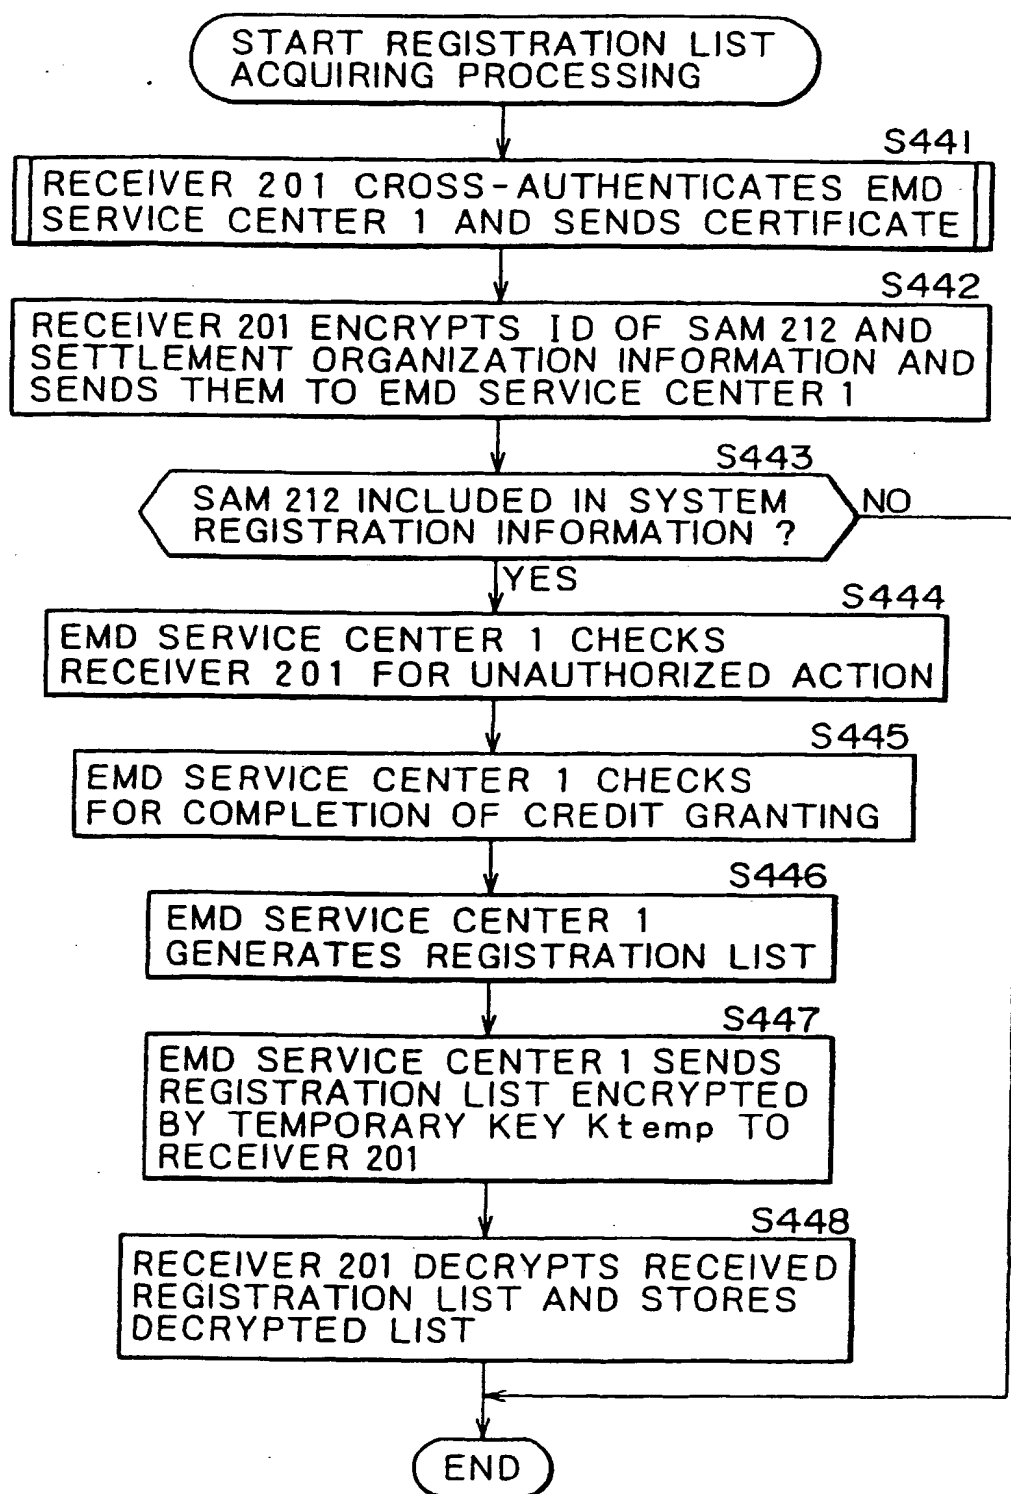 START REGISTRATION LIST
ACQUIRING PROCESSING
S441
RECEIVER 201 CROSS-AUTHENTICATES EMD
SERVICE CENTER 1 AND SENDS CERTIFICATE
S442
RECEIVER 201 ENCRYPTS ID OF SAM 212 AND
SETTLEMENT ORGANIZATION INFORMATION AND
SENDS THEM TO EMD SERVICE CENTER 1
S443
SAM 212 INCLUDED IN SYSTEM
REGISTRATION INFORMATION ?
NO
YES
S444
EMD SERVICE CENTER 1 CHECKS
RECEIVER 201 FOR UNAUTHORIZED ACTION
S445
EMD SERVICE CENTER 1 CHECKS
FOR COMPLETION OF CREDIT GRANTING
S446
EMD SERVICE CENTER 1
GENERATES REGISTRATION LIST
S447
EMD SERVICE CENTER 1 SENDS
REGISTRATION LIST ENCRYPTED
BY TEMPORARY KEY Ktemp TO
RECEIVER 201
S448
RECEIVER 201 DECRYPTS RECEIVED
REGISTRATION LIST AND STORES
DECRYPTED LIST
END